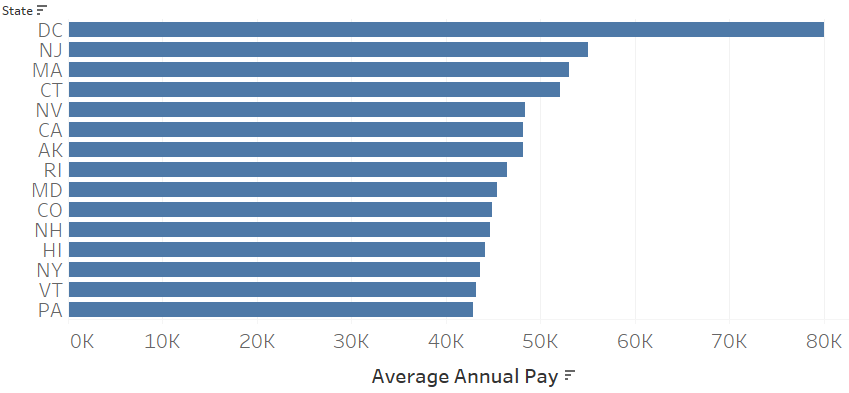 State
DC
NJ
MA
CT
NV
CA
AK
RI
MD
CO
NH
HI
NY
VT
PA
0K 10K 20K 30K 40K 50K 60K 70K 80K
Average Annual Pay